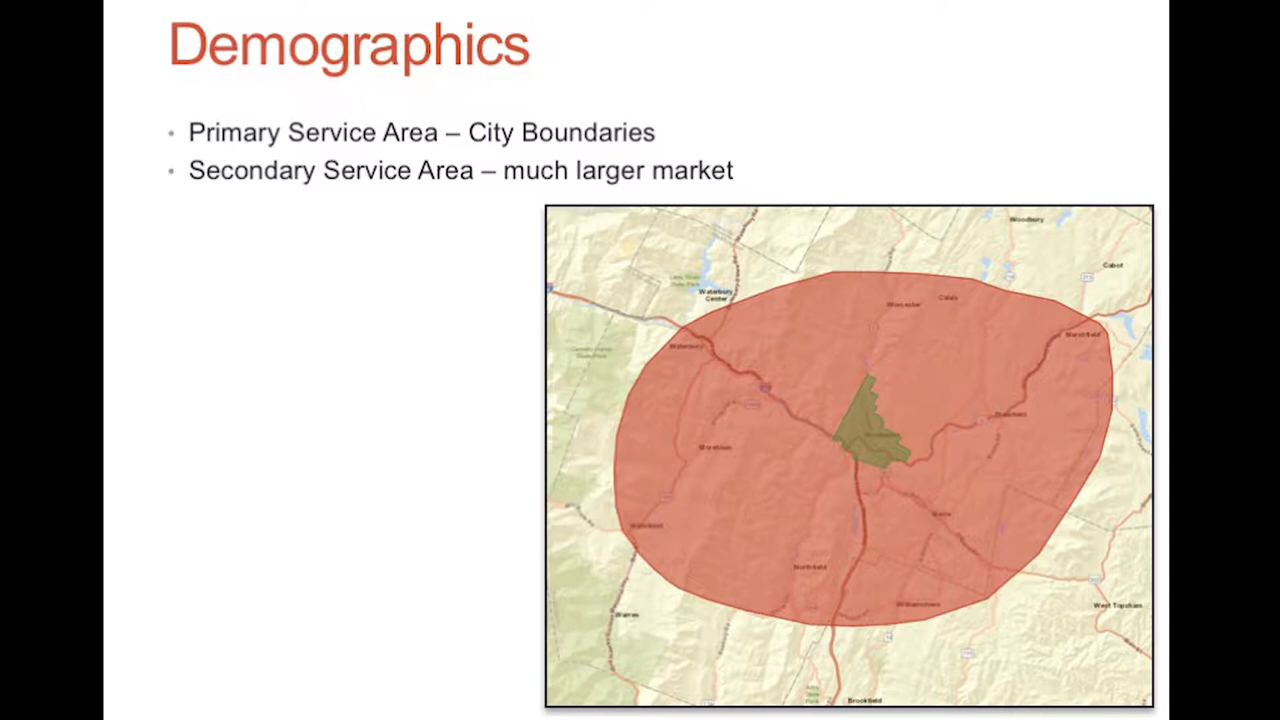 Demographics
• Primary Service Area – City Boundaries
• Secondary Service Area – much larger market
Woodbury
Cabot
Waterbury
Center
Worcester
Calais
Marshfield
Waterbury
Plainfield
Moretown
Barre
Waitsfield
Northfield
Williamstown
West Topsham
Warren
Brookfield